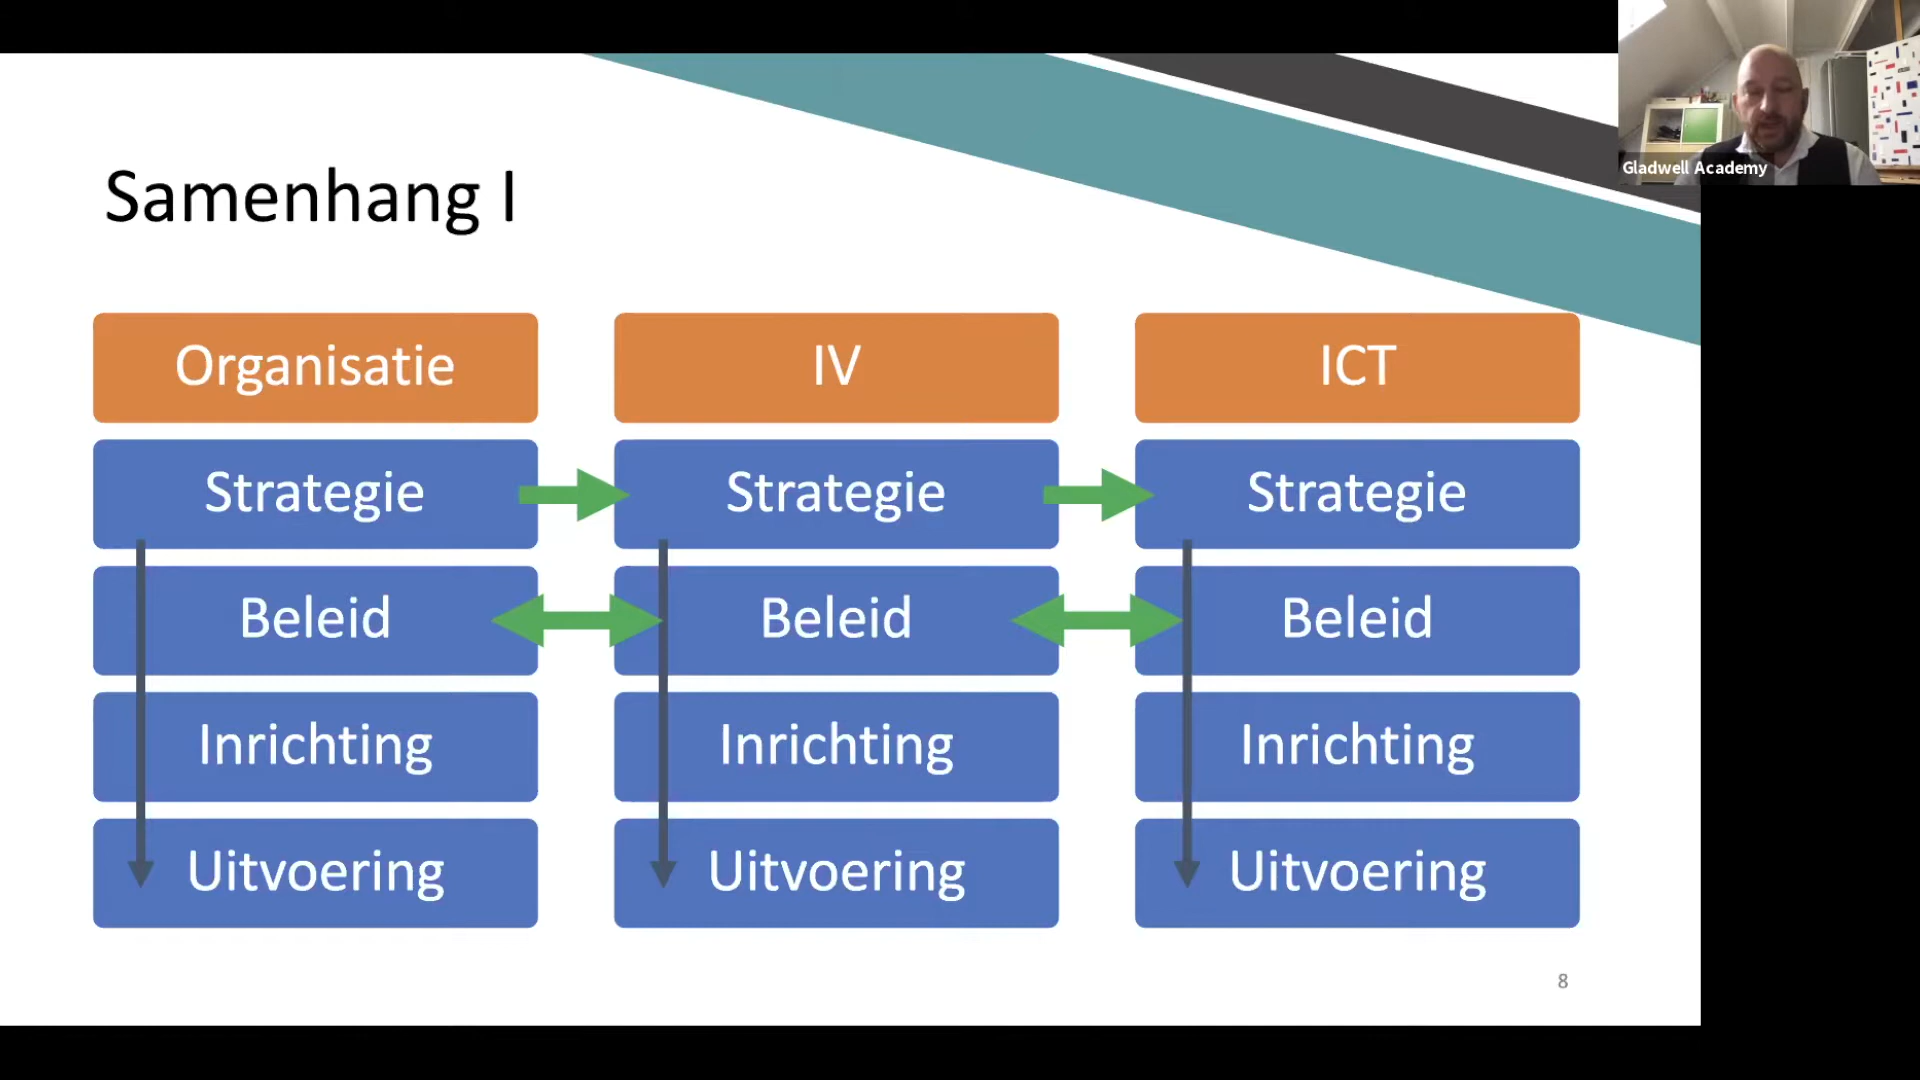 Gladwell Academy
Samenhang I
Organisatie IV ICT
Strategie Strategie Strategie
Beleid Beleid Beleid
Inrichting Inrichting Inrichting
Uitvoering Uitvoering Uitvoering
8